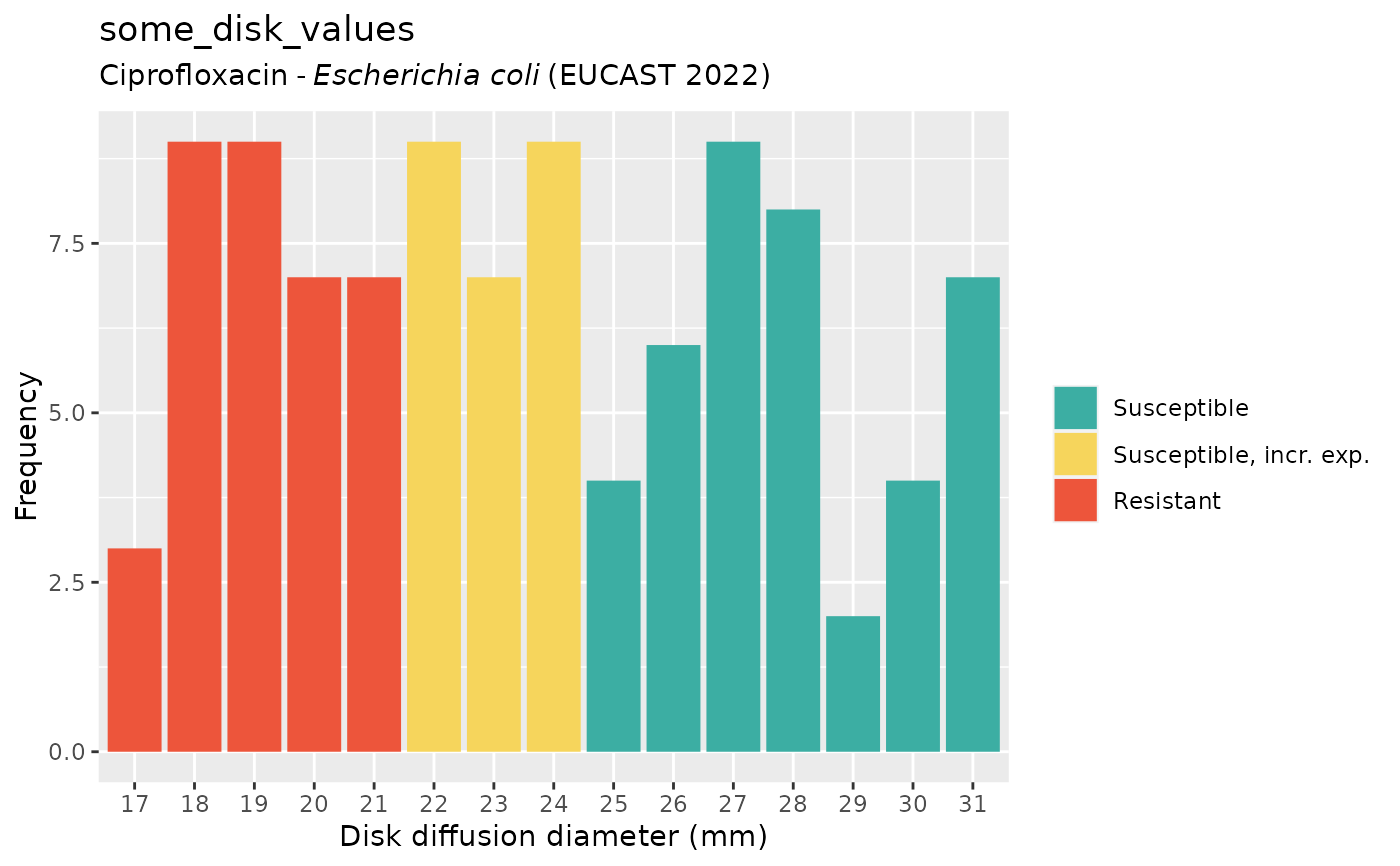 some_disk_values
Ciprofloxacin - Escherichia coli (EUCAST 2022)
Frequency
7.5
5.0
2.5
0.0
17 18 19 20 21 22 23 24 25 26 27 28 29 30 31
Disk diffusion diameter (mm)
Susceptible
Susceptible, incr. exp.
Resistant